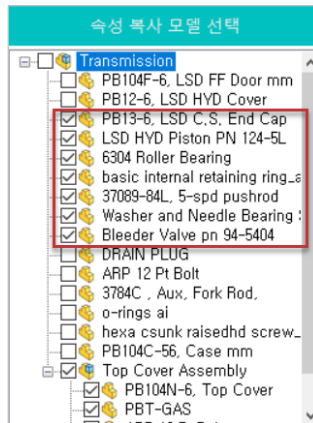 속성 복사 모델 선택
Transmission
PB104F-6, LSD FF Door mm
PB12-6, LSD HYD Cover
PB13-6, LSD C,S, End Cap
LSD HYD Piston PN 124-5L
6304 Roller Bearing
basic internal retaining ring_a
37089-84L, 5-spd pushrod
Washer and Needle Bearing
Bleeder Valve pn 94-5404
DRAIN PLUG
ARP 12 Pt Bolt
3784C , Aux, Fork Rod,
o-rings ai
hexa csunk raisedhd screw_
PB104C-56, Case mm
Top Cover Assembly
PB104N-6, Top Cover
PBT-GAS